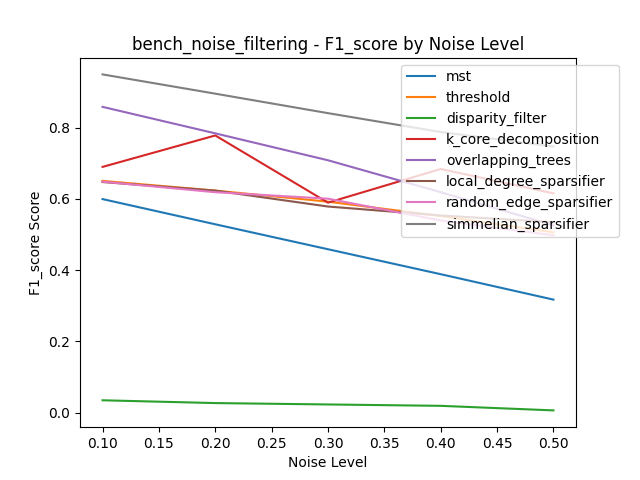 bench_noise_filtering - F1_score by Noise Level
mst
threshold
disparity_filter
k_core_decomposition
overlapping_trees
local_degree_sparsifier
random_edge_sparsifier
simmelian_sparsifier
F1_score Score
0.8
0.6
0.4
0.2
0.0
0.10 0.15 0.20 0.25 0.30 0.35 0.40 0.45 0.50
Noise Level